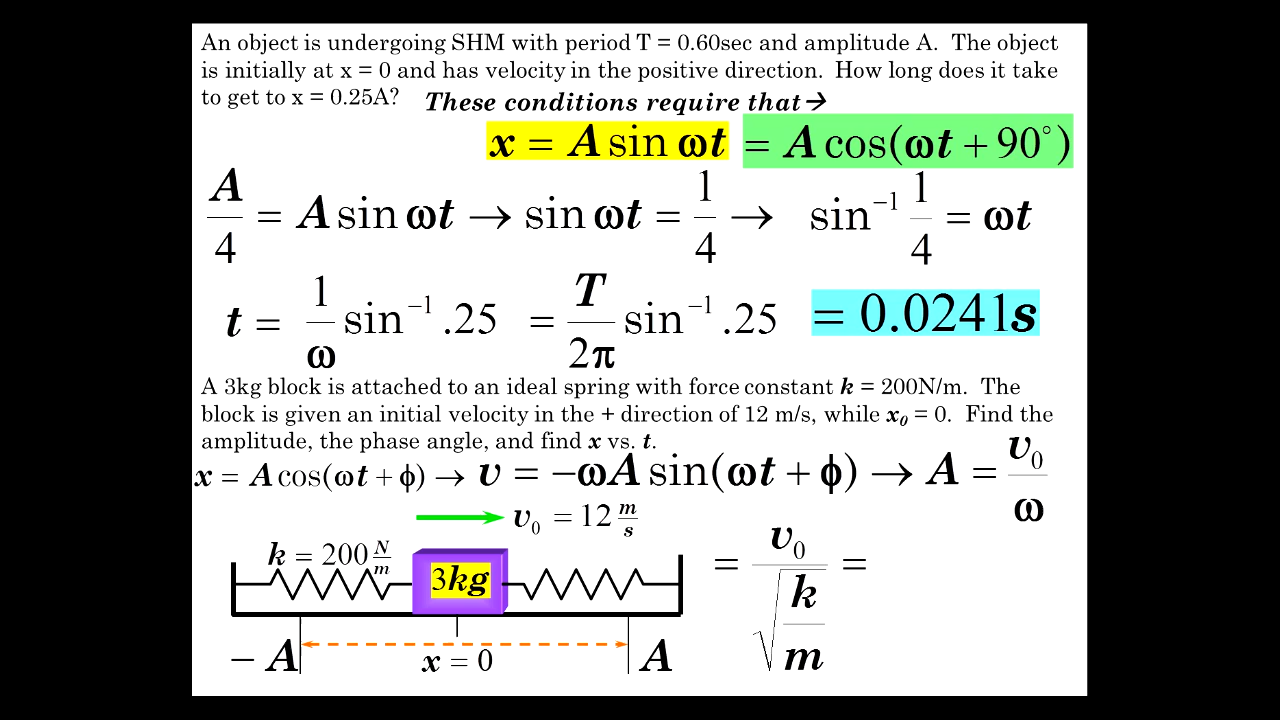 An object is undergoing SHM with period T = 0.60sec and amplitude A. The object
is initially at x = 0 and has velocity in the positive direction. How long does it take
to get to x = 0.25A? These conditions require that→
x = A sin ωt = A cos(ωt + 90°)
A/4 = A sin ωt → sin ωt = 1/4 → sin⁻¹ 1/4 = ωt
t = 1/ω sin⁻¹ .25 = T/2π sin⁻¹ .25 = 0.0241s
A 3kg block is attached to an ideal spring with force constant k = 200N/m. The
block is given an initial velocity in the + direction of 12 m/s, while x₀ = 0. Find the
amplitude, the phase angle, and find x vs. t.
x = A cos(ωt + ϕ) → v = −ωA sin(ωt + ϕ) → A = v₀/ω
v₀ = 12 m/s
k = 200 N/m
= v₀/√(k/m) =
3kg
− A x = 0 A